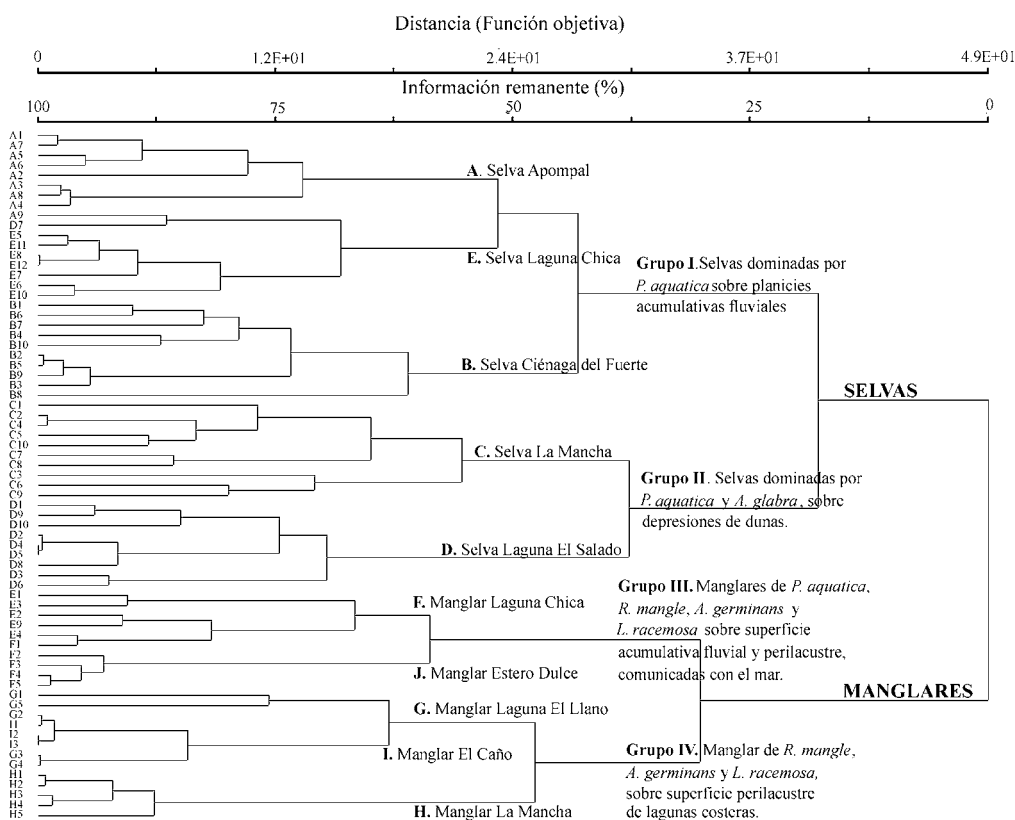 Distancia (Función objetiva)
0 1.2E+01 2.4E+01 3.7E+01 4.9E+01
Información remanente (%)
100 75 50 25 0
A1
A7
A5
A6
A2
A3
A8
A4
A9
D7
E5
E11
E8
E12
E7
E6
E10
B1
B6
B7
B4
B10
B2
B5
B9
B3
B8
C1
C2
C4
C5
C10
C7
C8
C3
C6
C9
D1
D9
D10
D2
D4
D5
D8
D3
D6
E1
E3
E2
E9
E4
F1
F2
F3
F4
F5
G1
G5
G2
I1
I2
I3
G3
G4
H1
H2
H3
H4
H5
A. Selva Apompal
E. Selva Laguna Chica
B. Selva Ciénaga del Fuerte
C. Selva La Mancha
D. Selva Laguna El Salado
F. Manglar Laguna Chica
J. Manglar Estero Dulce
G. Manglar Laguna El Llano
I. Manglar El Caño
H. Manglar La Mancha
Grupo I.Selvas dominadas por
P. aquatica sobre planicies
acumulativas fluviales
SELVAS
Grupo II. Selvas dominadas por
P. aquatica y A. glabra, sobre
depresiones de dunas.
Grupo III. Manglares de P. aquatica,
R. mangle, A. germinans y
L. racemosa sobre superficie
acumulativa fluvial y perilacustre,
comunicadas con el mar.
MANGLARES
Grupo IV. Manglar de R. mangle,
A. germinans y L. racemosa,
sobre superficie perilacustre
de lagunas costeras.